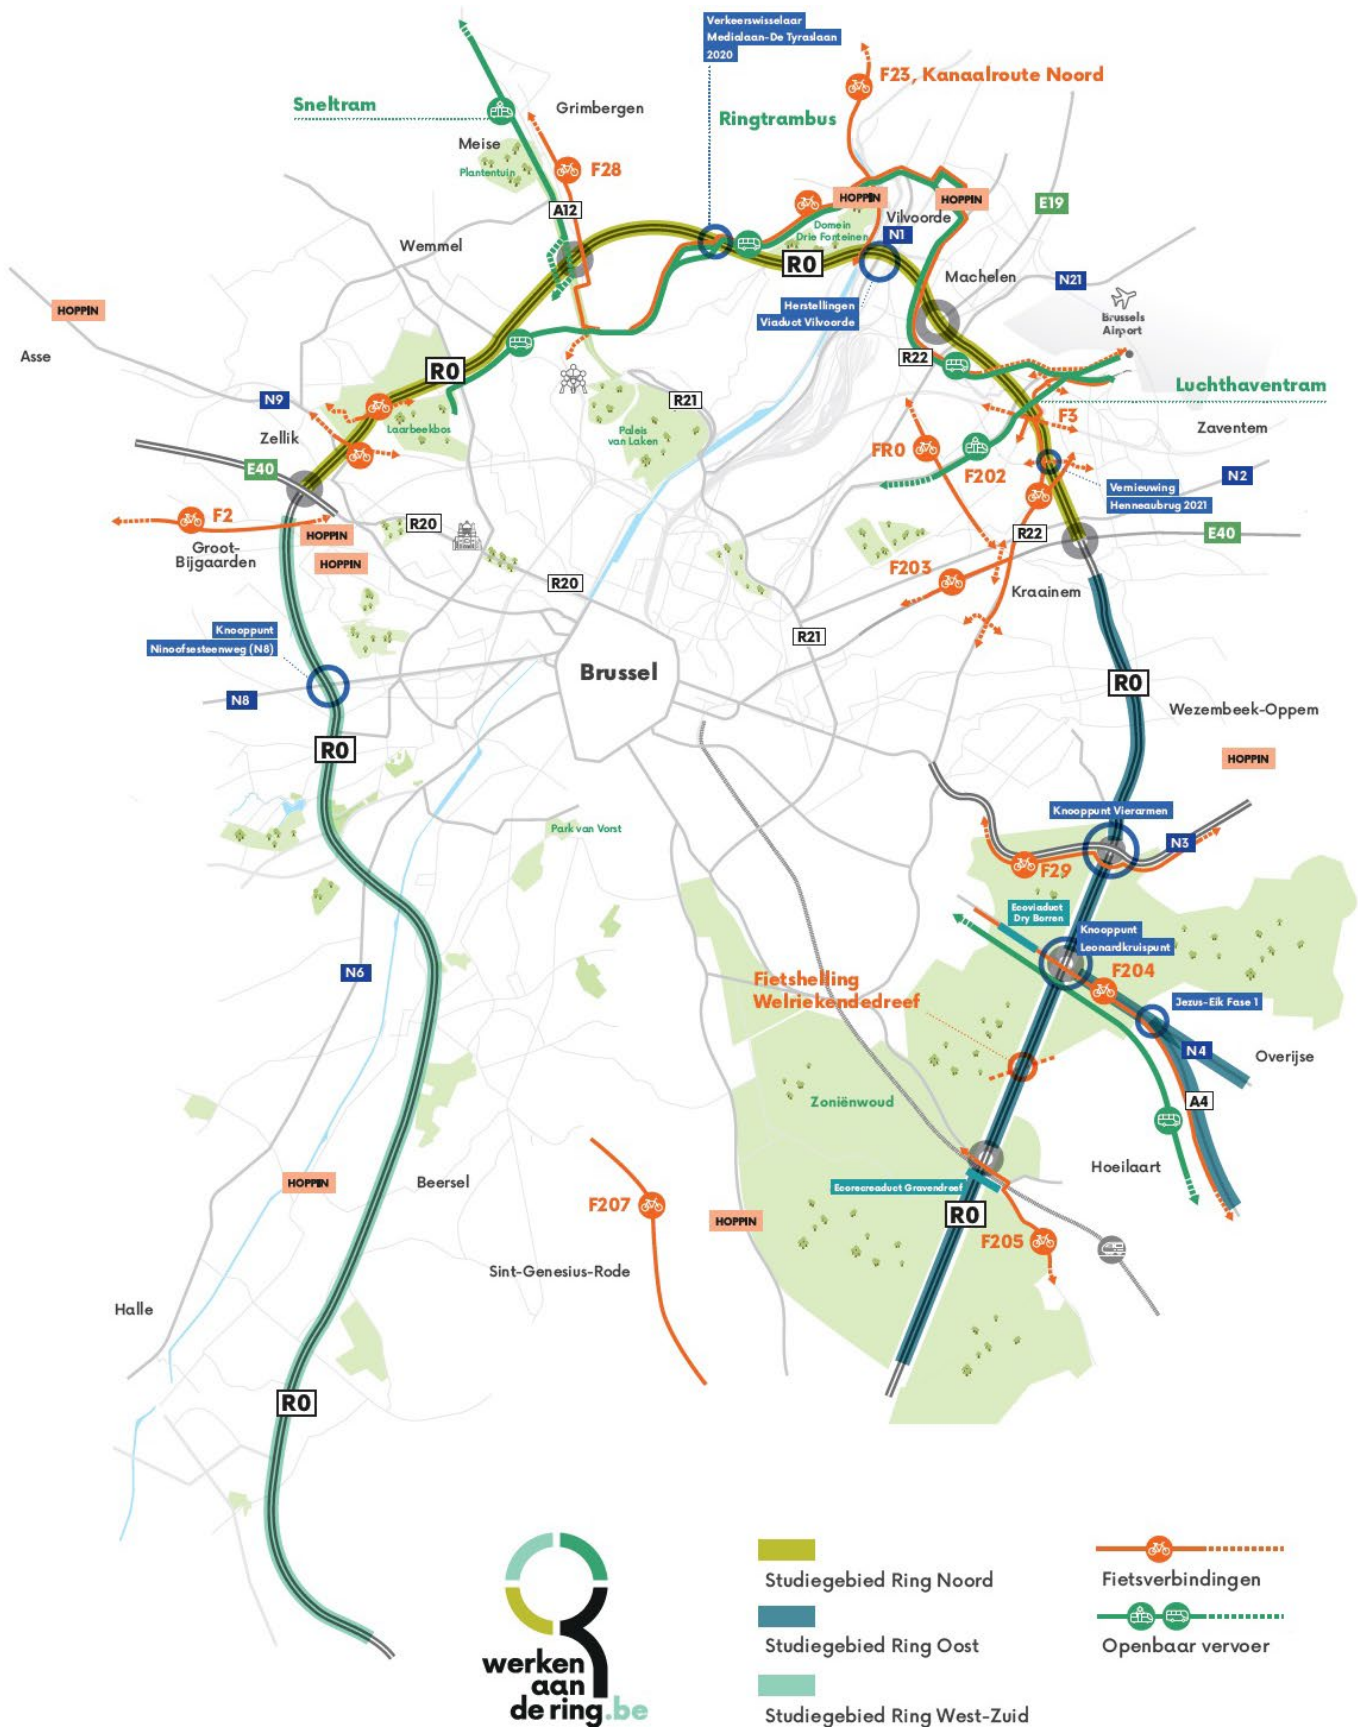 Verkeerswisselaar
Medialaan-De Tyraslaan
2020
F23, Kanaalroute Noord
Sneltram
Grimbergen
Ringtrambus
Meise
Plantentuin
F28
HOPPIN
HOPPIN
E19
A12
Vilvoorde
Domein
Drie Fonteinen
N1
Wemmel
R0
Machelen
N21
HOPPIN
Herstellingen
Viaduct Vilvoorde
Brussels
Airport
Asse
R0
R22
Luchthaventram
N9
R21
F3
Laarbeekbos
Paleis
van Laken
Zaventem
Zellik
FR0
E40
F202
N2
Vernieuwing
Henneaubrug 2021
F2
R20
HOPPIN
R22
E40
Groot-
Bijgaarden
HOPPIN
F203
R20
Kraainem
Knooppunt
Ninoofsesteenweg (N8)
R21
Brussel
R0
N8
Wezembeek-Oppem
R0
HOPPIN
Knooppunt Vierarmen
Park van Vorst
N3
F29
Ecoviaduct
Dry Borren
Knooppunt
Leonardkruispunt
N6
F204
Fietshelling
Welriekendedreef
Jezus-Eik Fase 1
N4
Overijse
Zoniënwoud
A4
HOPPIN
Beersel
Hoeilaart
Ecorecreaduct Gravendreef
F207
HOPPIN
R0
F205
Sint-Genesius-Rode
Halle
R0
werken
aan
de ring.be
Studiegebied Ring Noord
Studiegebied Ring Oost
Studiegebied Ring West-Zuid
Fietsverbindingen
Openbaar vervoer